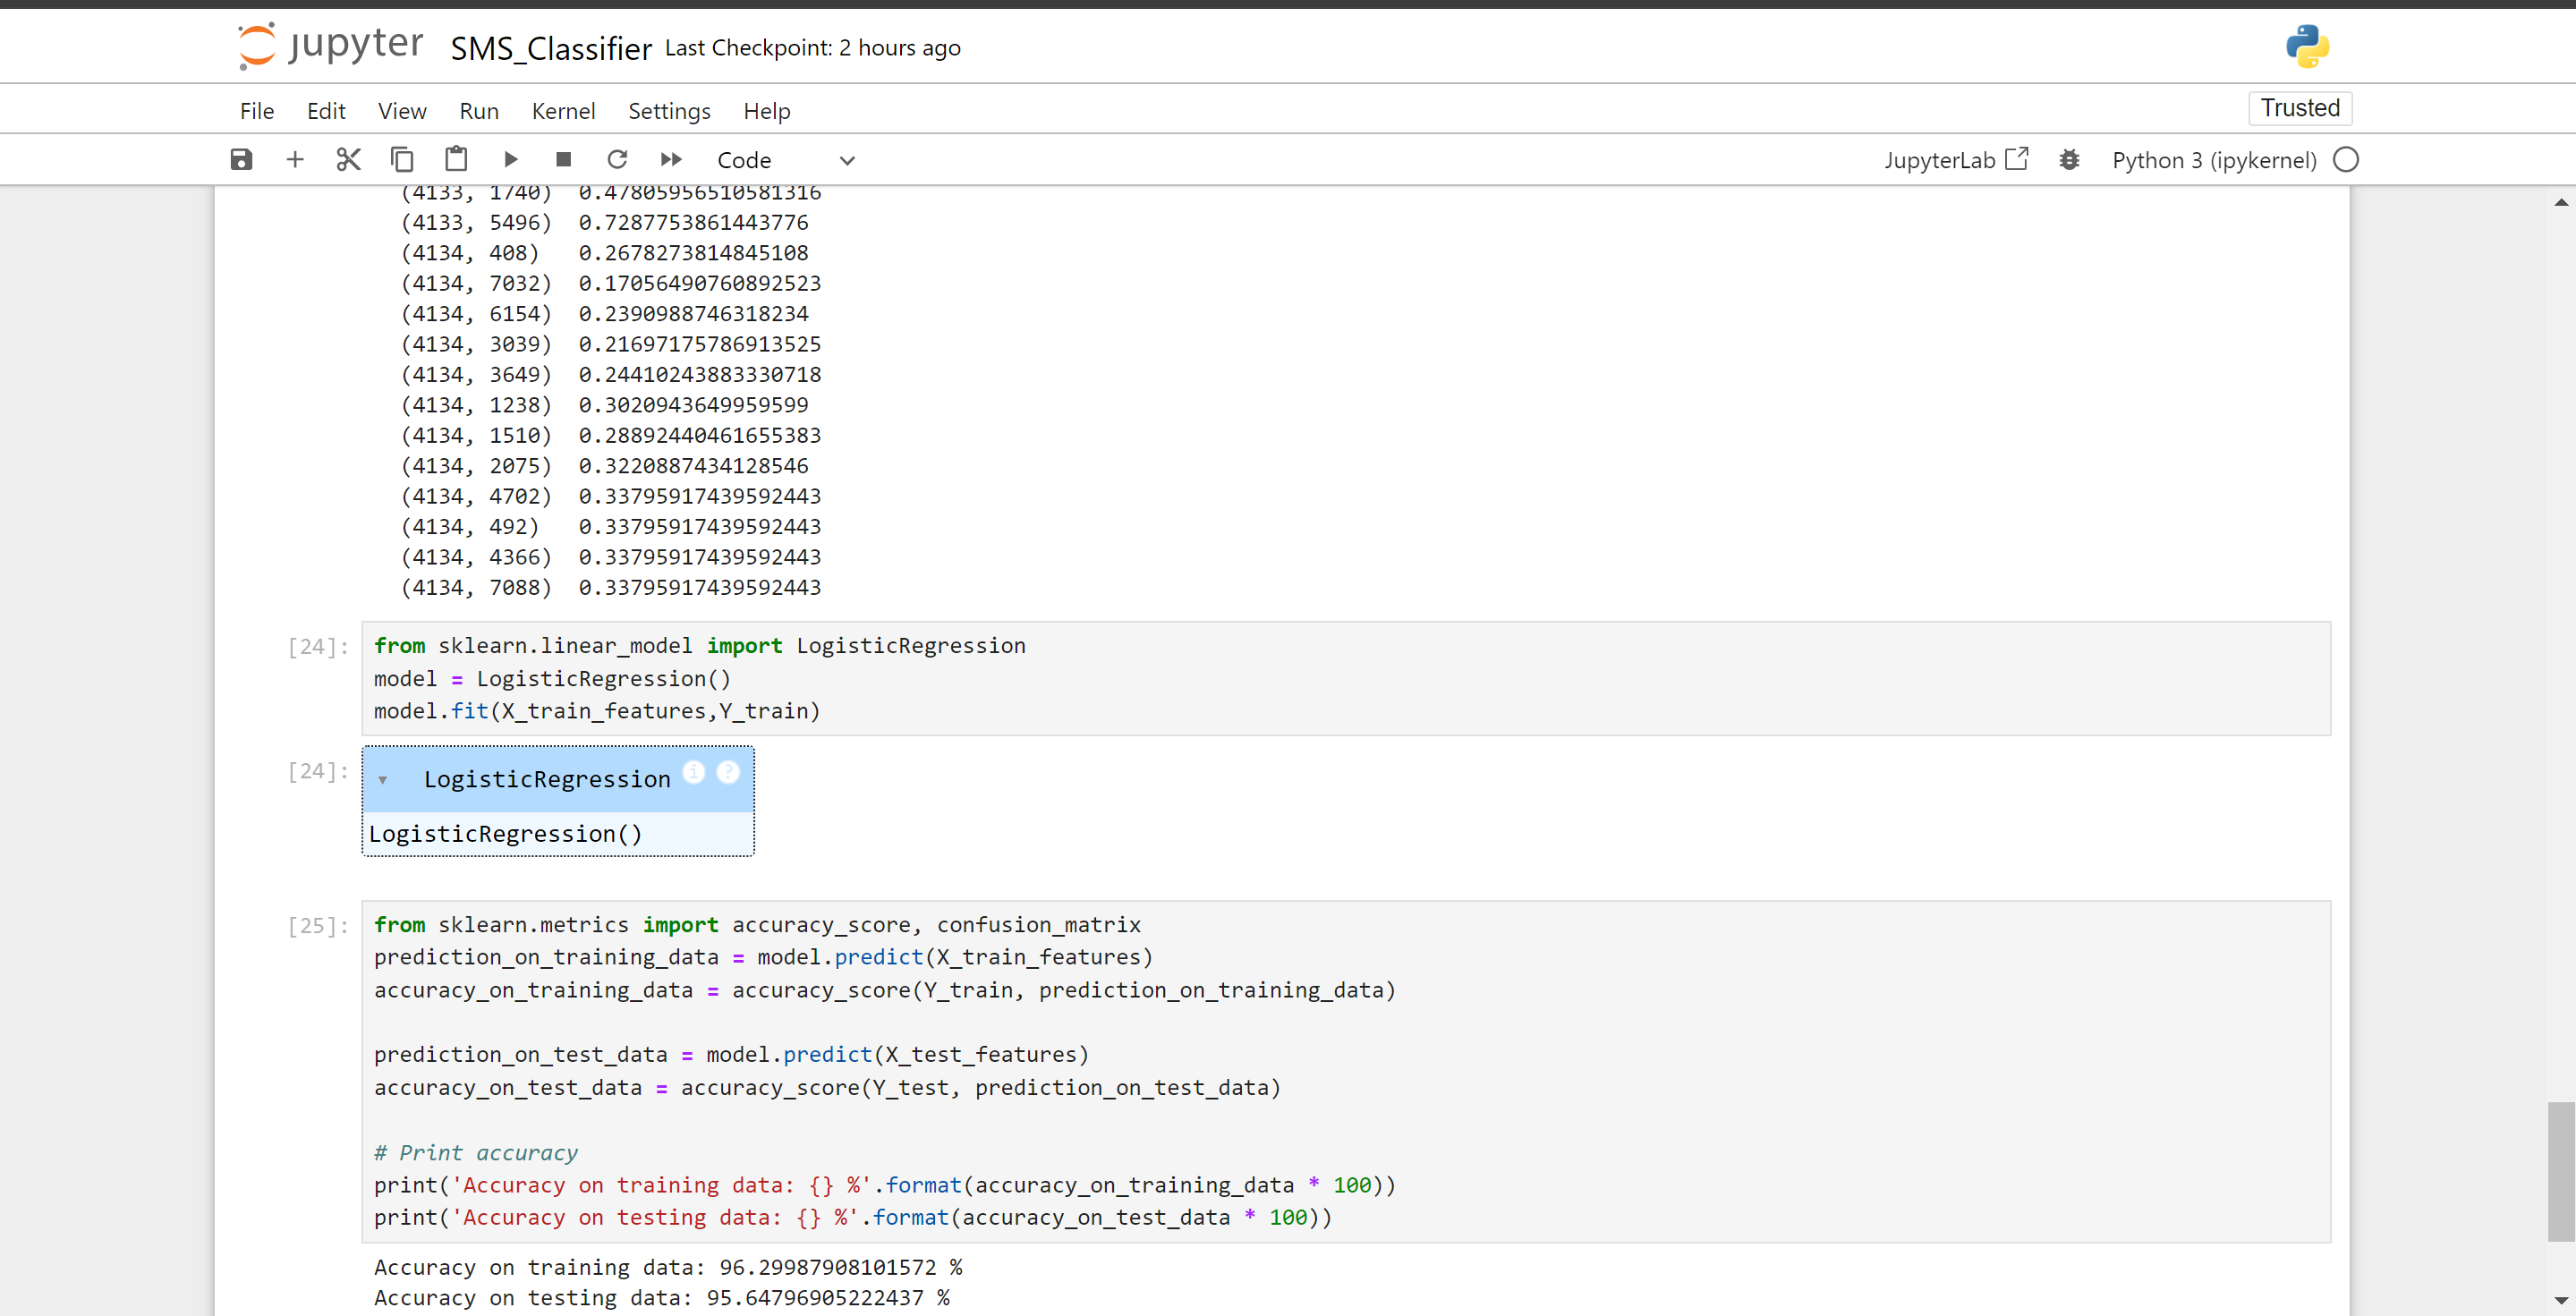 jupyter SMS_Classifier Last Checkpoint: 2 hours ago
File Edit View Run Kernel Settings Help Trusted
Code JupyterLab Python 3 (ipykernel)
(4133, 1740) 0.47805956510581316
(4133, 5496) 0.7287753861443776
(4134, 408) 0.2678273814845108
(4134, 7032) 0.17056490760892523
(4134, 6154) 0.2390988746318234
(4134, 3039) 0.21697175786913525
(4134, 3649) 0.244102443883330718
(4134, 1238) 0.3020943649959599
(4134, 1510) 0.28892440461655383
(4134, 2075) 0.3220887434128546
(4134, 4702) 0.33795917439592443
(4134, 492) 0.33795917439592443
(4134, 4366) 0.33795917439592443
(4134, 7088) 0.33795917439592443
[24]: from sklearn.linear_model import LogisticRegression
model = LogisticRegression()
model.fit(X_train_features,Y_train)
[24]: ▾ LogisticRegression i ?
LogisticRegression()
[25]: from sklearn.metrics import accuracy_score, confusion_matrix
prediction_on_training_data = model.predict(X_train_features)
accuracy_on_training_data = accuracy_score(Y_train, prediction_on_training_data)
prediction_on_test_data = model.predict(X_test_features)
accuracy_on_test_data = accuracy_score(Y_test, prediction_on_test_data)
# Print accuracy
print('Accuracy on training data: {} %'.format(accuracy_on_training_data * 100))
print('Accuracy on testing data: {} %'.format(accuracy_on_test_data * 100))
Accuracy on training data: 96.29987908101572 %
Accuracy on testing data: 95.64796905222437 %